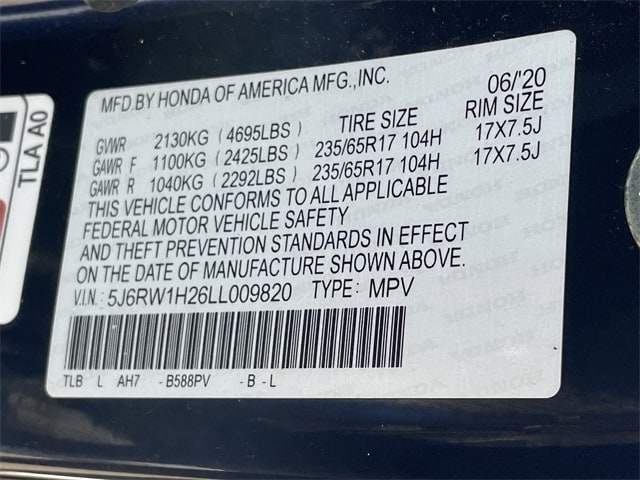 MFD.BY HONDA OF AMERICA MFG.,INC. 06/'20
TIRE SIZE RIM SIZE
GVWR 2130KG (4695LBS)
GAWR F 1100KG (2425LBS) 235/65R17 104H 17X7.5J
GAWR R 1040KG (2292LBS) 235/65R17 104H 17X7.5J
THIS VEHICLE CONFORMS TO ALL APPLICABLE
FEDERAL MOTOR VEHICLE SAFETY
AND THEFT PREVENTION STANDARDS IN EFFECT
ON THE DATE OF MANUFACTURE SHOWN ABOVE.
V.I.N.: 5J6RW1H26LL009820 TYPE: MPV
TLB L AH7 -B588PV -B-L
TLA A0